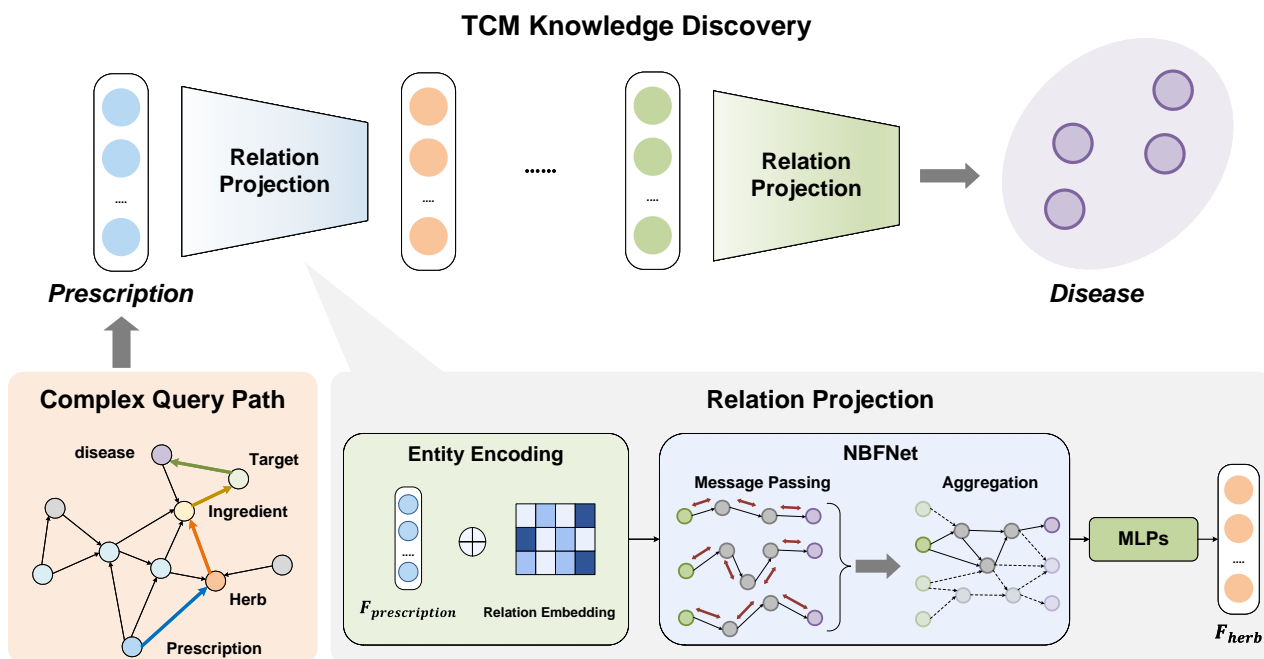 TCM Knowledge Discovery
Relation
Projection
....
....
......
....
Relation
Projection
Prescription
Disease
Complex Query Path
disease
Target
Ingredient
Herb
Prescription
Relation Projection
Entity Encoding
....
F_prescription
Relation Embedding
NBFNet
Message Passing
Aggregation
MLPs
....
F_herb